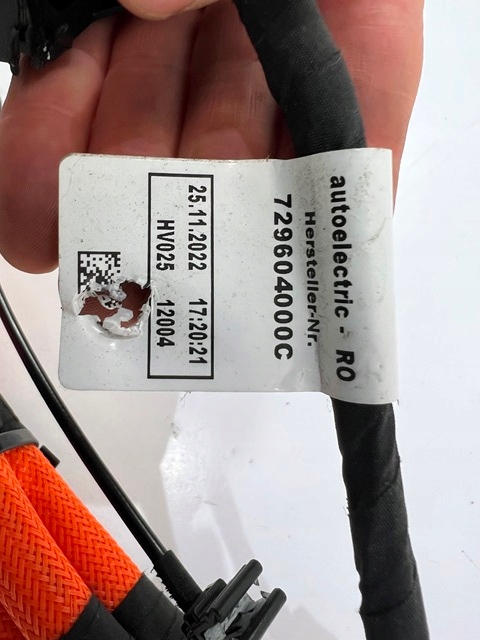 autoelectric - RO
Hersteller-Nr.
729604000C
25.11.2022 17:20:21
HV025 12004